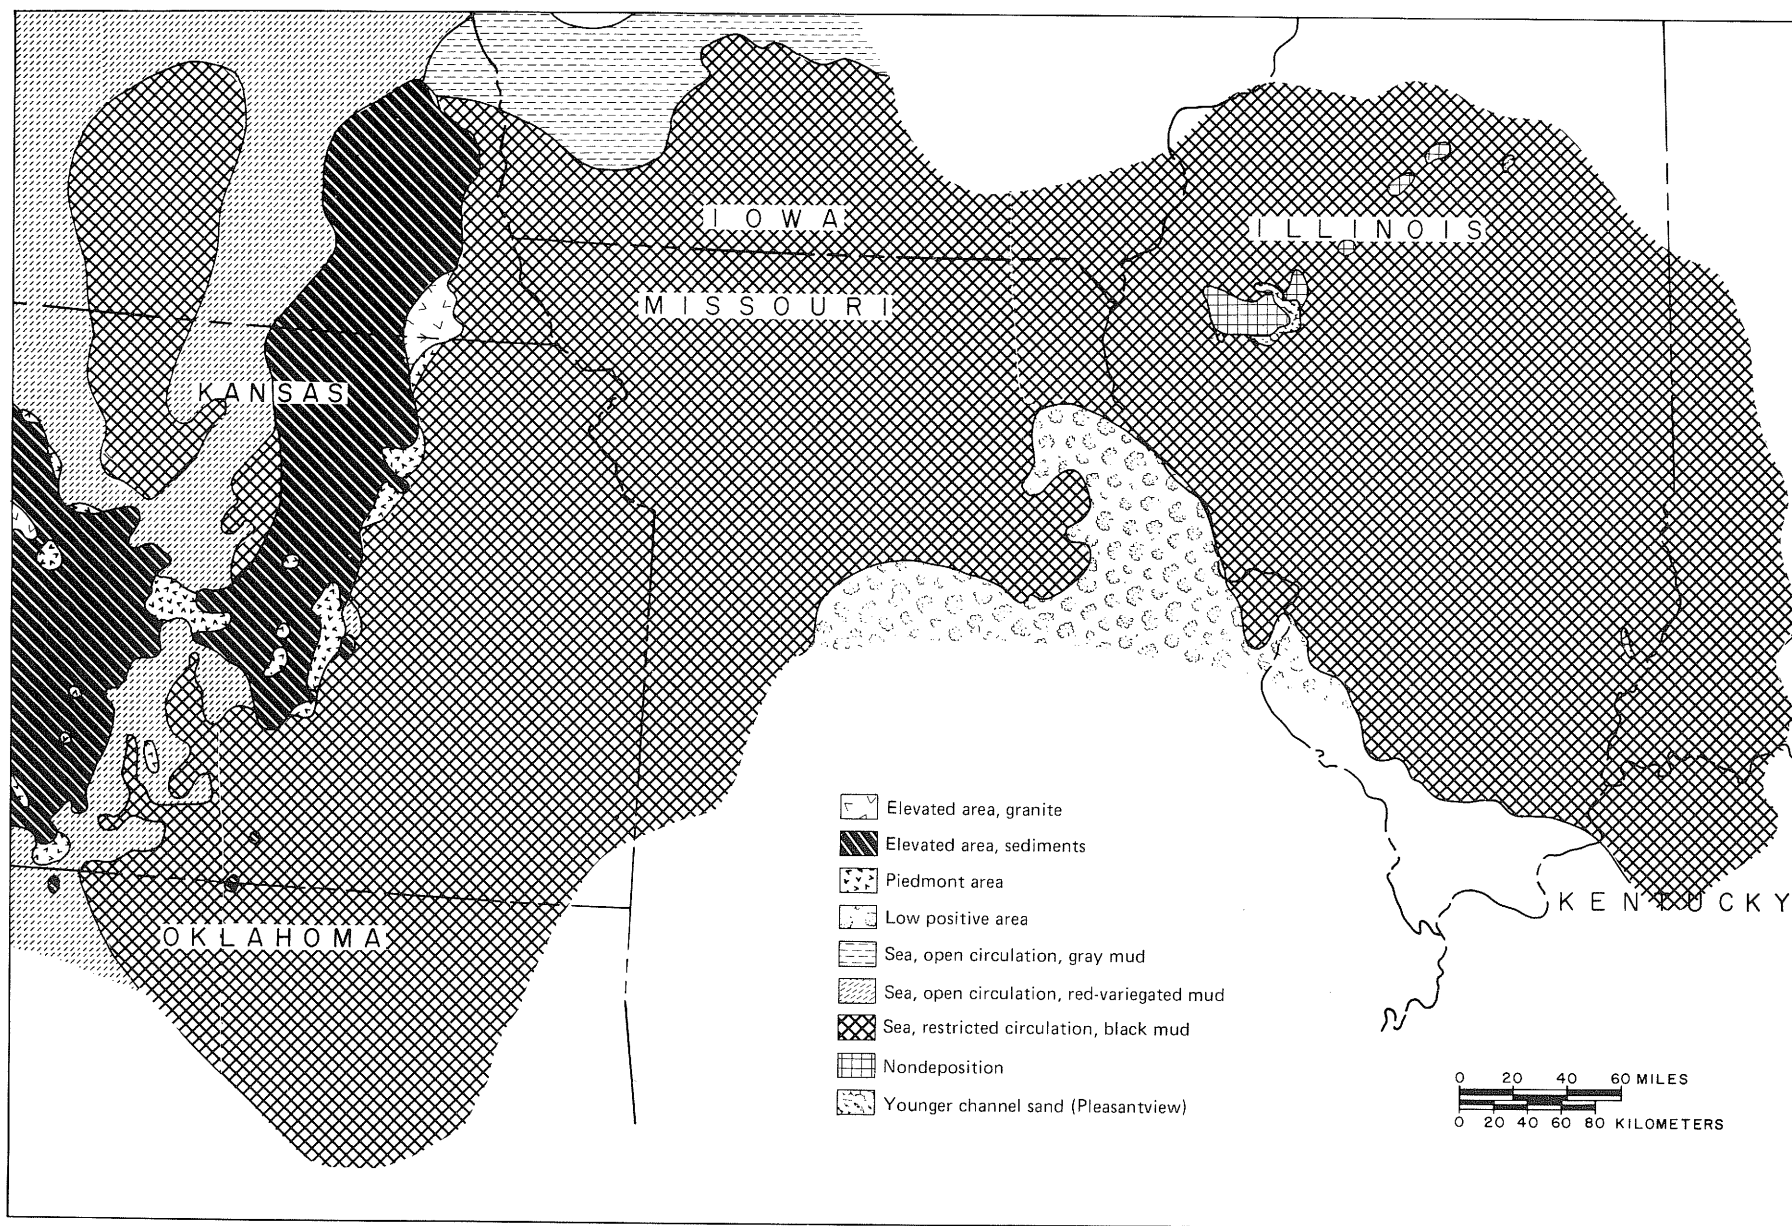 IOWA
ILLINOIS
MISSOURI
KANSAS
Elevated area, granite
Elevated area, sediments
Piedmont area
KENTUCKY
Low positive area
OKLAHOMA
Sea, open circulation, gray mud
Sea, open circulation, red-variegated mud
Sea, restricted circulation, black mud
Nondeposition
Younger channel sand (Pleasantview)
0 20 40 60 MILES
0 20 40 60 80 KILOMETERS